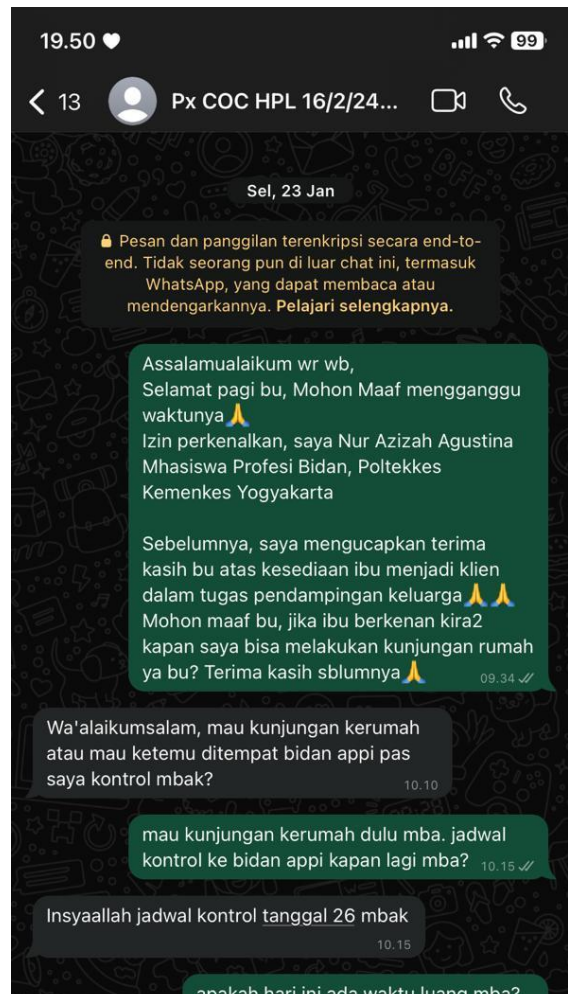 19.50
99
13
Px COC HPL 16/2/24...
Sel, 23 Jan
Pesan dan panggilan terenkripsi secara end-to-
end. Tidak seorang pun di luar chat ini, termasuk
WhatsApp, yang dapat membaca atau
mendengarkannya. Pelajari selengkapnya.
Assalamualaikum wr wb,
Selamat pagi bu, Mohon Maaf mengganggu
waktunya🙏
Izin perkenalkan, saya Nur Azizah Agustina
Mhasiswa Profesi Bidan, Poltekkes
Kemenkes Yogyakarta
Sebelumnya, saya mengucapkan terima
kasih bu atas kesediaan ibu menjadi klien
dalam tugas pendampingan keluarga🙏🙏
Mohon maaf bu, jika ibu berkenan kira2
kapan saya bisa melakukan kunjungan rumah
ya bu? Terima kasih sblumnya🙏
09.34
Wa'alaikumsalam, mau kunjungan kerumah
atau mau ketemu ditempat bidan appi pas
saya kontrol mbak?
10.10
mau kunjungan kerumah dulu mba. jadwal
kontrol ke bidan appi kapan lagi mba?
10.15
Insyaallah jadwal kontrol tanggal 26 mbak
10.15
apakah hari ini ada waktu luang mba?